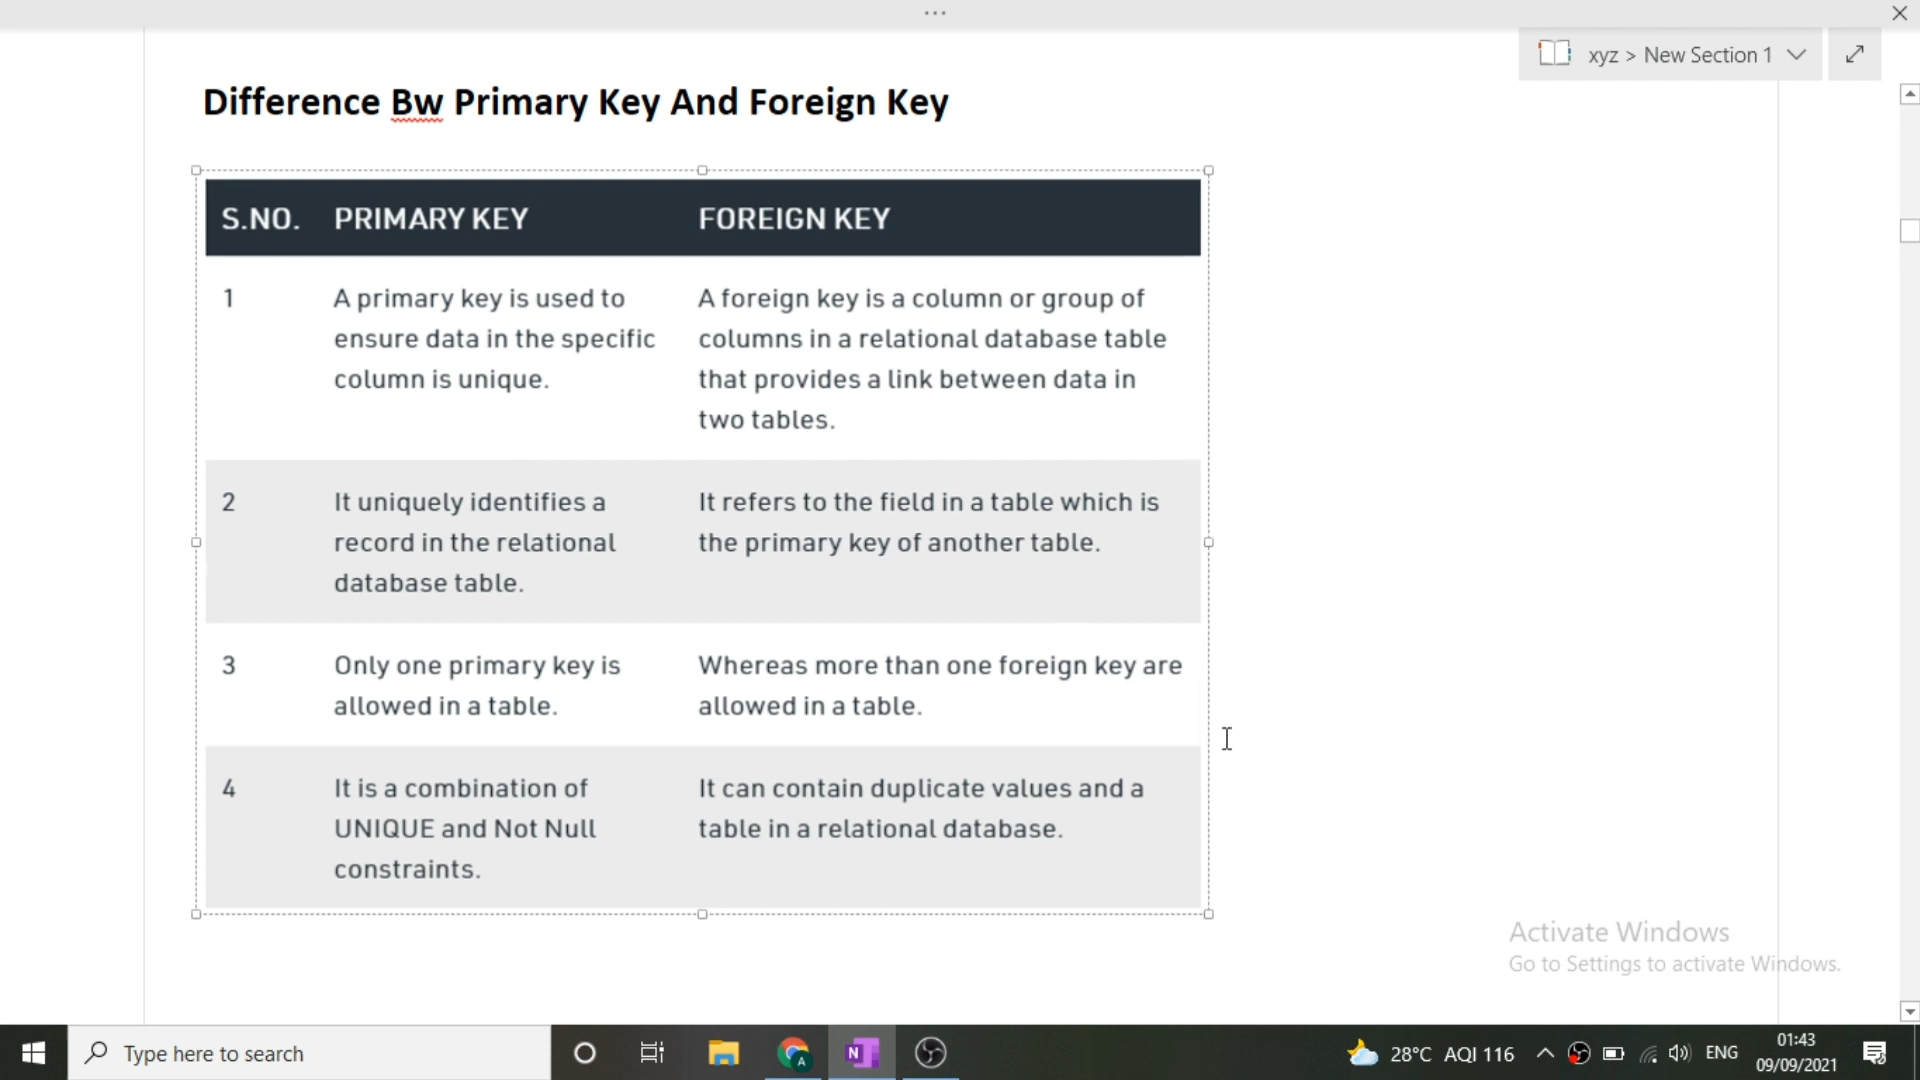 ...
xyz > New Section 1
Difference Bw Primary Key And Foreign Key
S.NO. PRIMARY KEY FOREIGN KEY
1 A primary key is used to A foreign key is a column or group of
ensure data in the specific columns in a relational database table
column is unique. that provides a link between data in
two tables.
2 It uniquely identifies a It refers to the field in a table which is
record in the relational the primary key of another table.
database table.
3 Only one primary key is Whereas more than one foreign key are
allowed in a table. allowed in a table.
4 It is a combination of It can contain duplicate values and a
UNIQUE and Not Null table in a relational database.
constraints.
Activate Windows
Go to Settings to activate Windows.
Type here to search
A
N
28°C AQI 116
ENG
01:43
09/09/2021